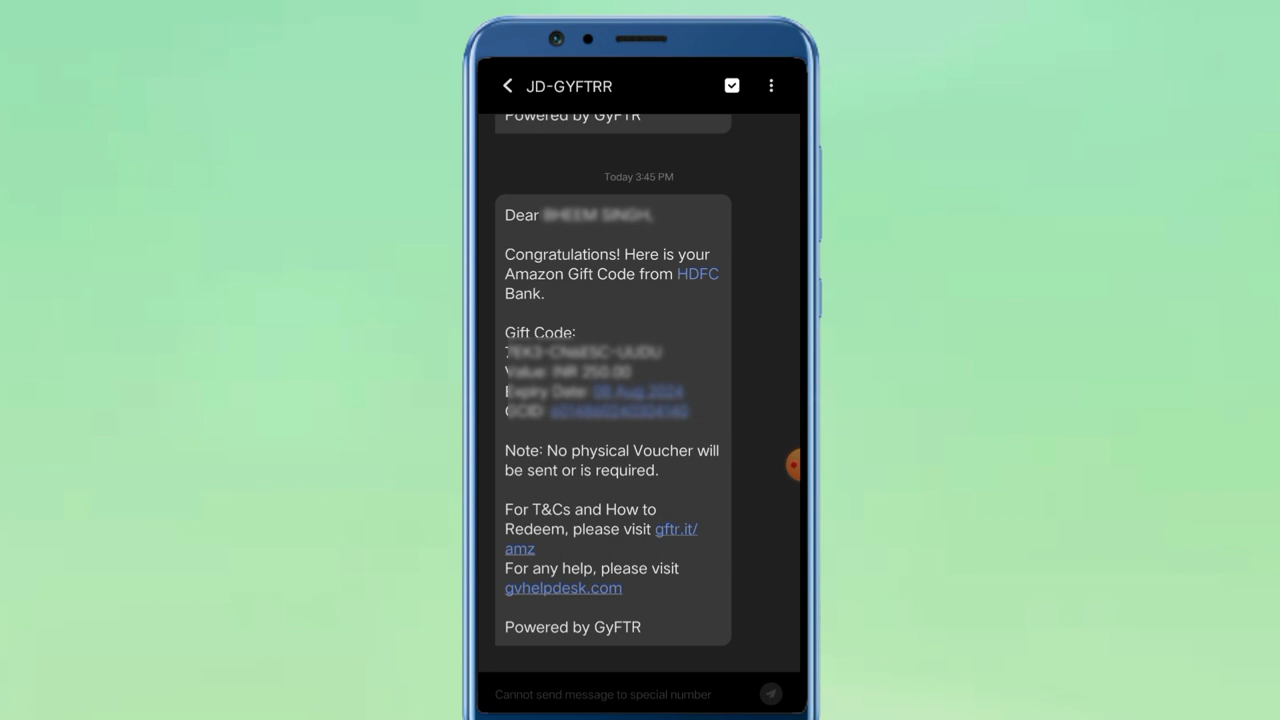 JD-GYFTRR
Powered by GyFTR
Today 3:45 PM
Dear
Congratulations! Here is your
Amazon Gift Code from HDFC
Bank.
Gift Code:
Note: No physical Voucher will
be sent or is required.
For T&Cs and How to
Redeem, please visit gftr.it/
amz
For any help, please visit
gvhelpdesk.com
Powered by GyFTR
Cannot send message to special number